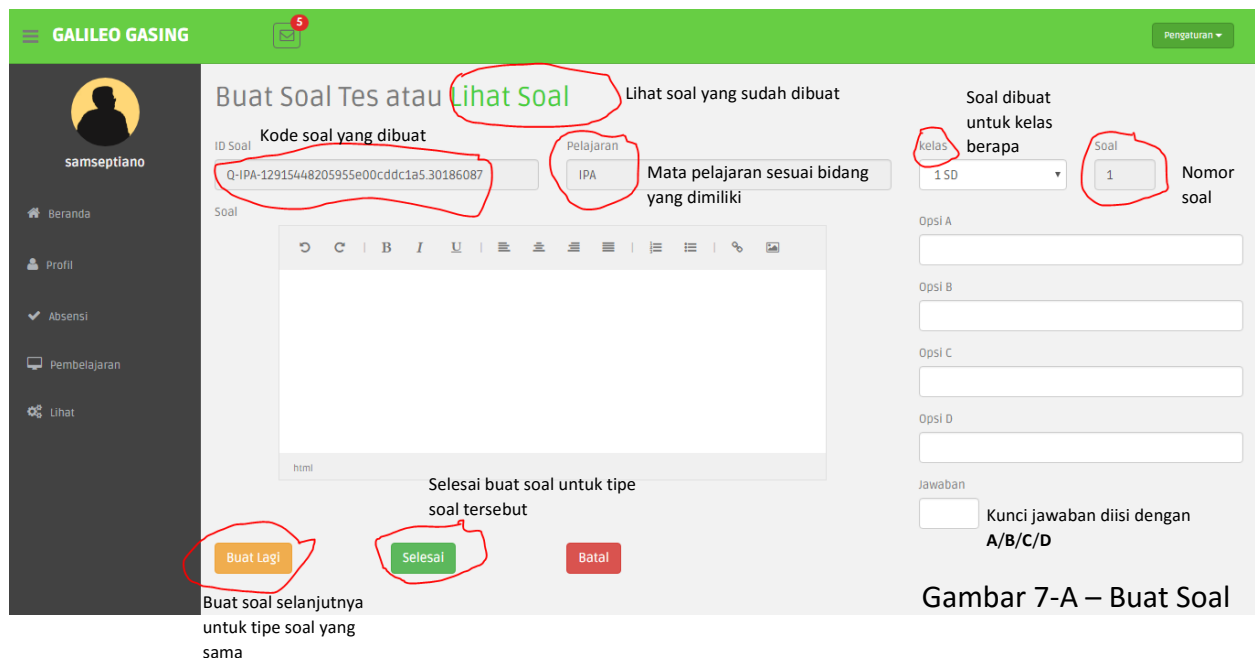 GALILEO GASING
5
Pengaturan
samseptiano
Beranda
Profil
Absensi
Pembelajaran
Lihat
Buat Soal Tes atau Lihat Soal
Lihat soal yang sudah dibuat
ID Soal
Kode soal yang dibuat
Q-IPA-12915448205955e00cddc1a5.30186087
Pelajaran
IPA
Mata pelajaran sesuai bidang
yang dimiliki
Soal dibuat
untuk kelas
berapa
kelas
1 SD
Soal
1
Nomor
soal
Soal
B I U
html
Opsi A
Opsi B
Opsi C
Opsi D
Jawaban
Kunci jawaban diisi dengan
A/B/C/D
Selesai buat soal untuk tipe
soal tersebut
Buat Lagi
Selesai
Batal
Buat soal selanjutnya
untuk tipe soal yang
sama
Gambar 7-A – Buat Soal